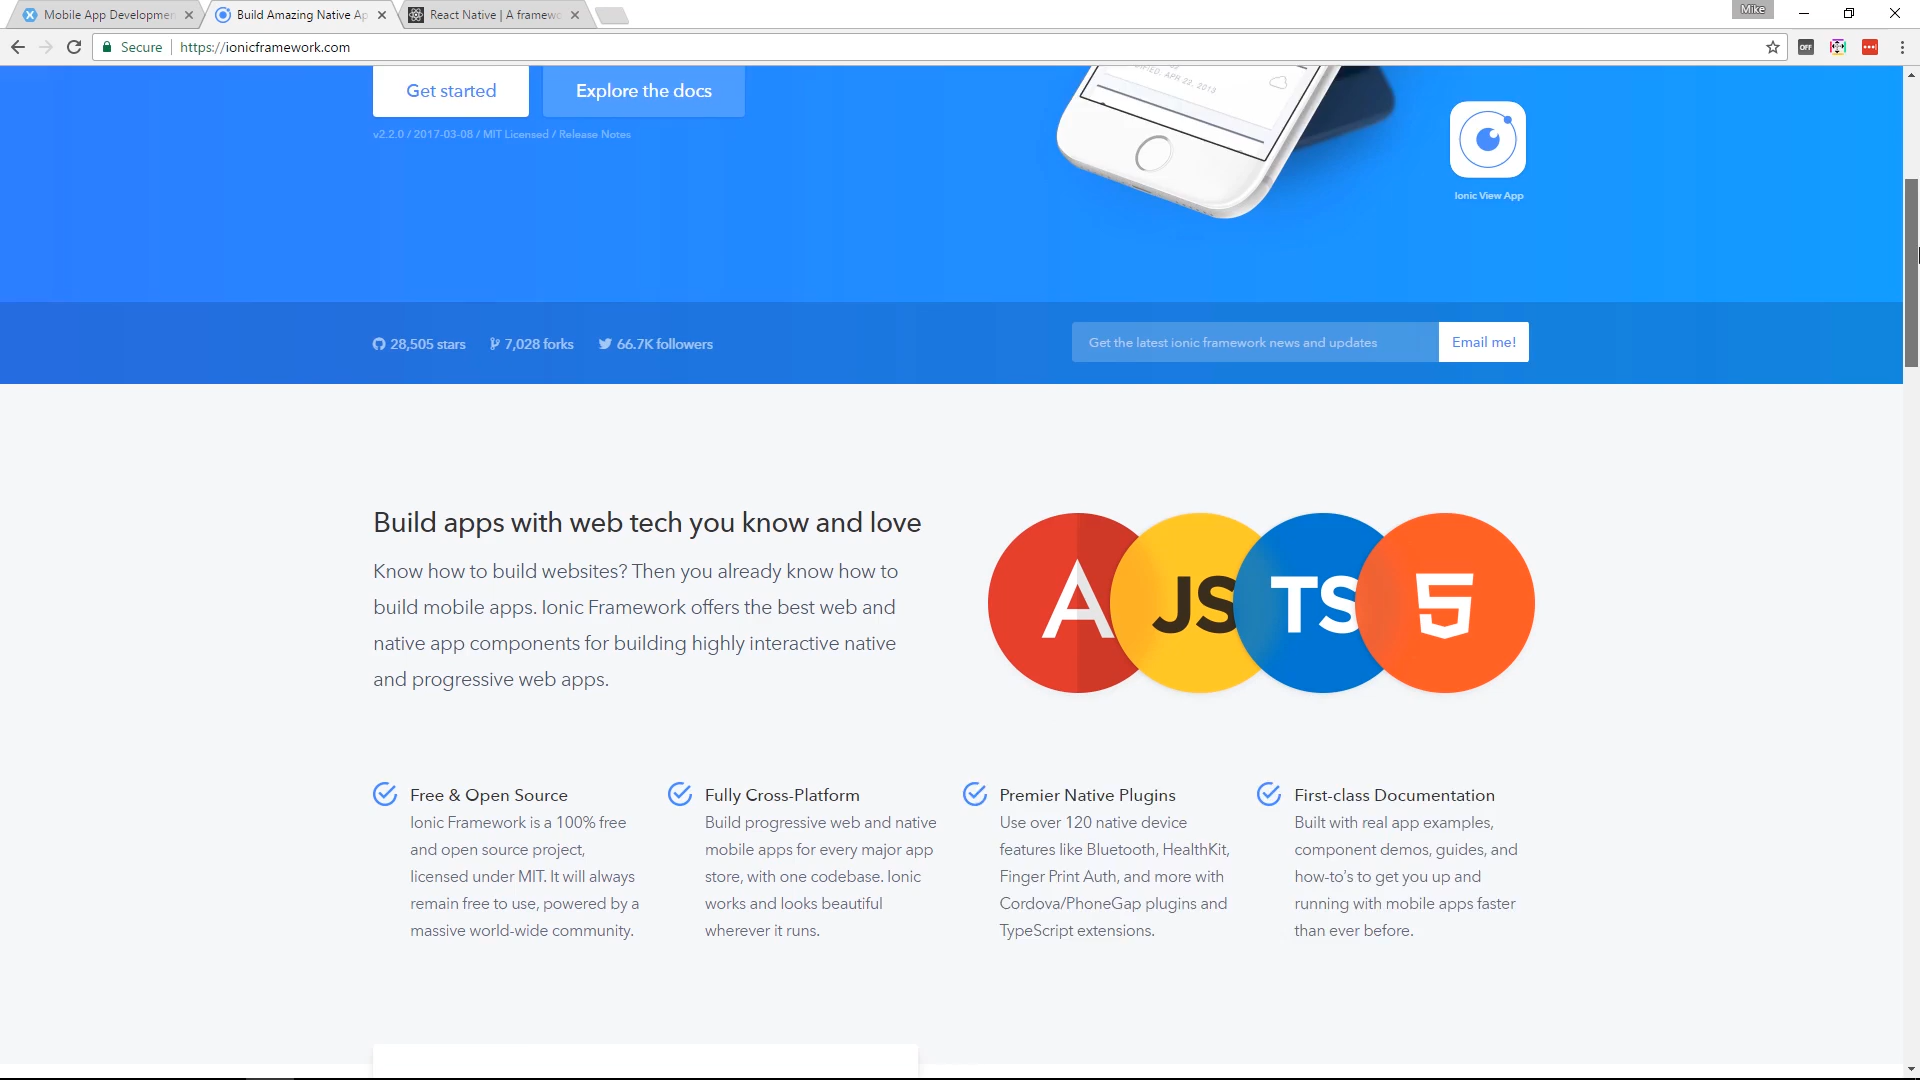 Mobile App Developmen
Build Amazing Native Ap
React Native | A framewo
Mike
Secure
https://ionicframework.com
OFF
Get started
Explore the docs
v2.2.0 / 2017-03-08 / MIT Licensed / Release Notes
Ionic View App
28,505 stars
7,028 forks
66.7K followers
Get the latest ionic framework news and updates
Email me!
Build apps with web tech you know and love
Know how to build websites? Then you already know how to
build mobile apps. Ionic Framework offers the best web and
native app components for building highly interactive native
and progressive web apps.
A
JS
TS
5
Free & Open Source
Ionic Framework is a 100% free
and open source project,
licensed under MIT. It will always
remain free to use, powered by a
massive world-wide community.
Fully Cross-Platform
Build progressive web and native
mobile apps for every major app
store, with one codebase. Ionic
works and looks beautiful
wherever it runs.
Premier Native Plugins
Use over 120 native device
features like Bluetooth, HealthKit,
Finger Print Auth, and more with
Cordova/PhoneGap plugins and
TypeScript extensions.
First-class Documentation
Built with real app examples,
component demos, guides, and
how-to's to get you up and
running with mobile apps faster
than ever before.